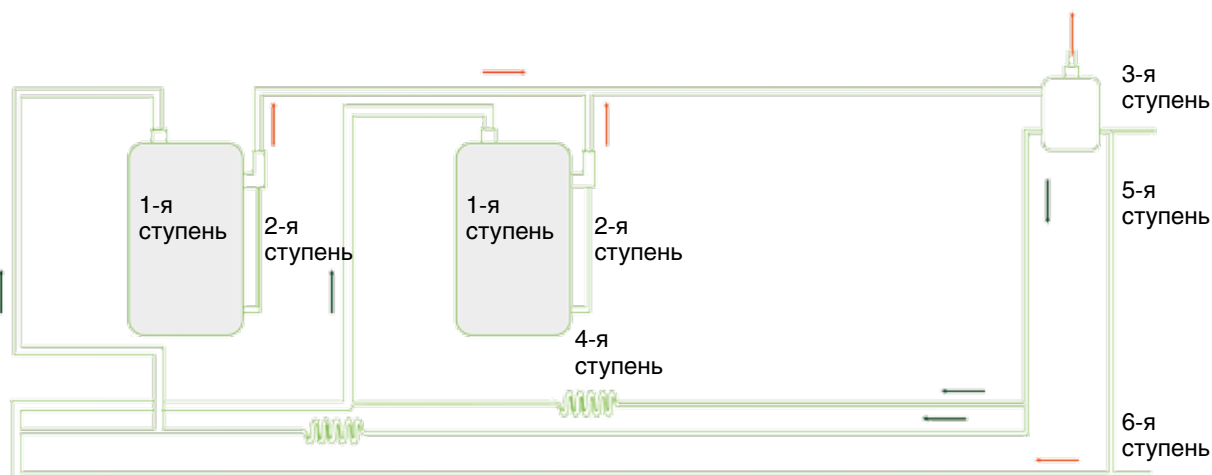 3-я
ступень
1-я
ступень
2-я
ступень
1-я
ступень
2-я
ступень
5-я
ступень
4-я
ступень
6-я
ступень